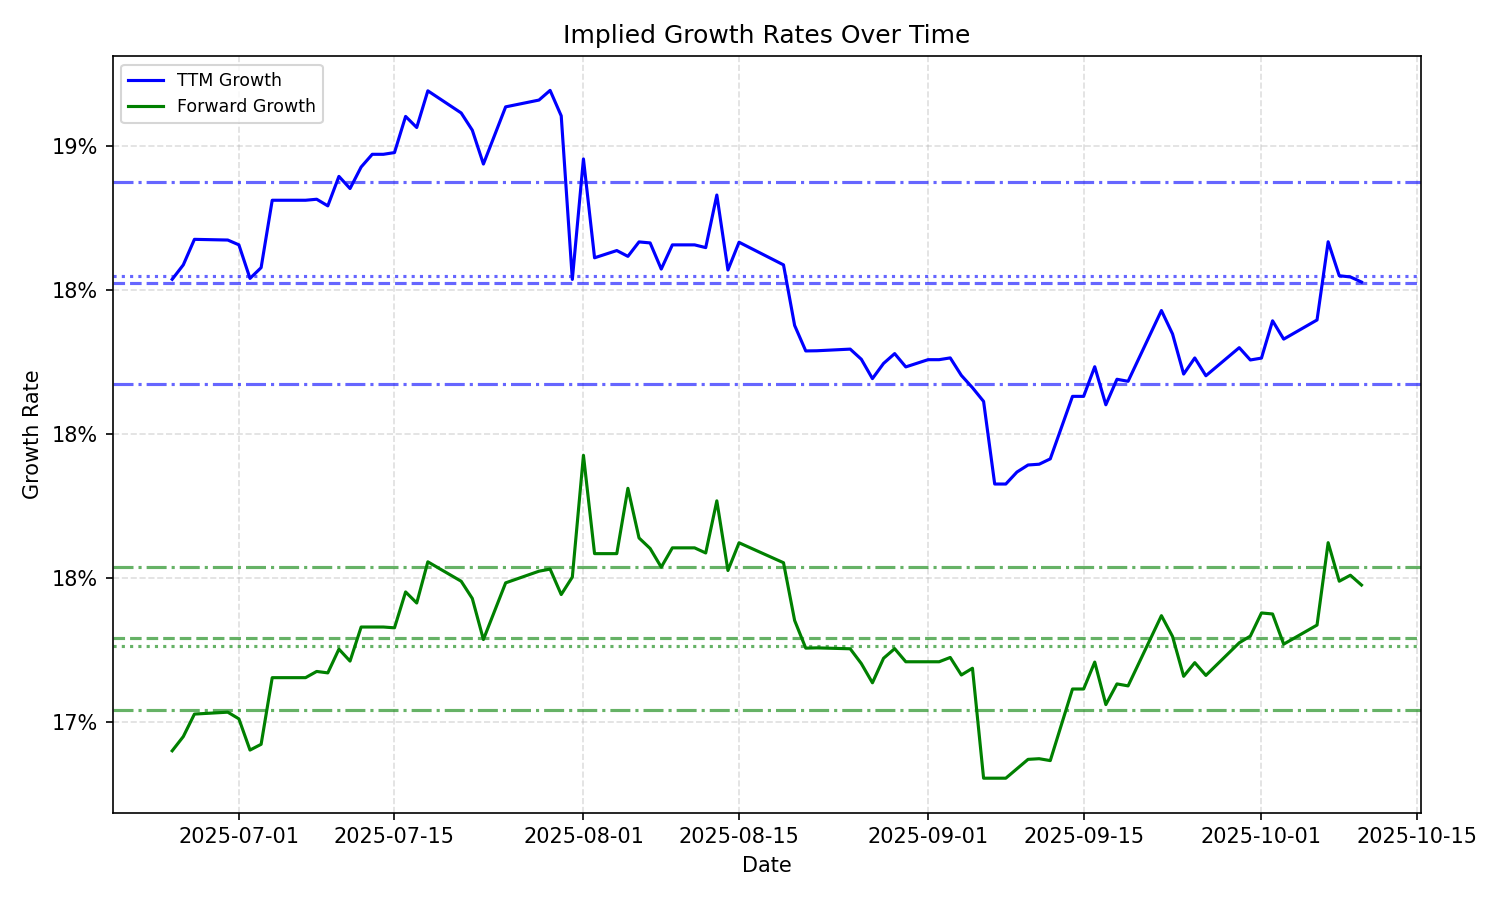 Implied Growth Rates Over Time
TTM Growth
Forward Growth
19%
18%
18%
18%
17%
Growth Rate
2025-07-01
2025-07-15
2025-08-01
2025-08-15
2025-09-01
2025-09-15
2025-10-01
2025-10-15
Date